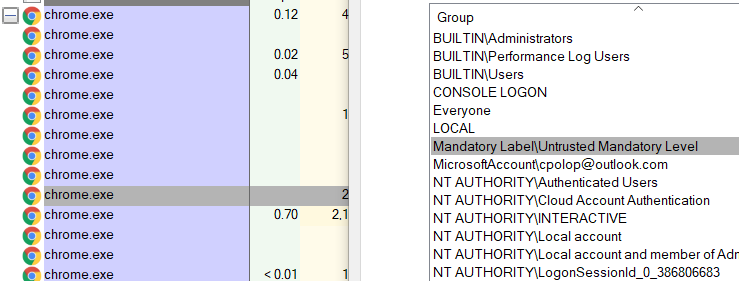 chrome.exe 0.12 4
chrome.exe
chrome.exe 0.02 5
chrome.exe 0.04
chrome.exe
chrome.exe 1
chrome.exe
chrome.exe
chrome.exe
chrome.exe
chrome.exe 2
chrome.exe 0.70 2,1
chrome.exe
chrome.exe
chrome.exe < 0.01 1
Group
BUILTIN\Administrators
BUILTIN\Performance Log Users
BUILTIN\Users
CONSOLE LOGON
Everyone
LOCAL
Mandatory Label\Untrusted Mandatory Level
MicrosoftAccount\cpolop@outlook.com
NT AUTHORITY\Authenticated Users
NT AUTHORITY\Cloud Account Authentication
NT AUTHORITY\INTERACTIVE
NT AUTHORITY\Local account
NT AUTHORITY\Local account and member of Adm
NT AUTHORITY\LogonSessionId_0_386806683